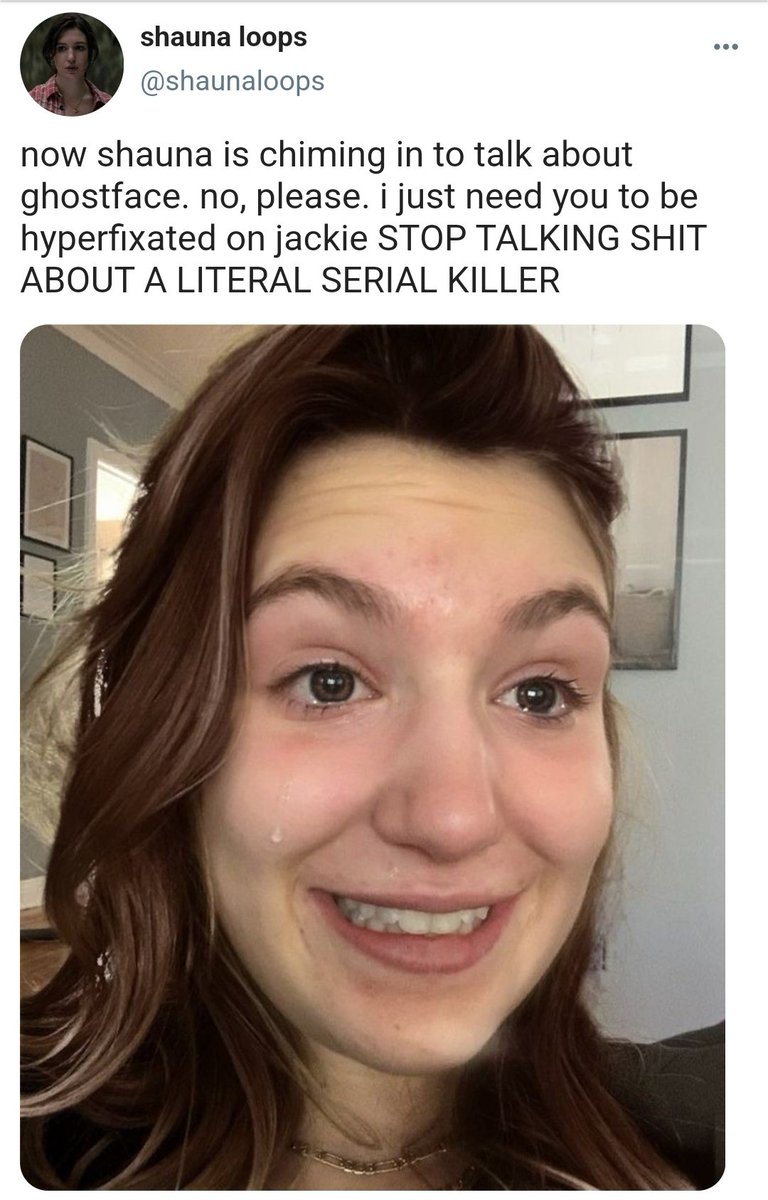 shauna loops
@shaunaloops
now shauna is chiming in to talk about
ghostface. no, please. i just need you to be
hyperfixated on jackie STOP TALKING SHIT
ABOUT A LITERAL SERIAL KILLER